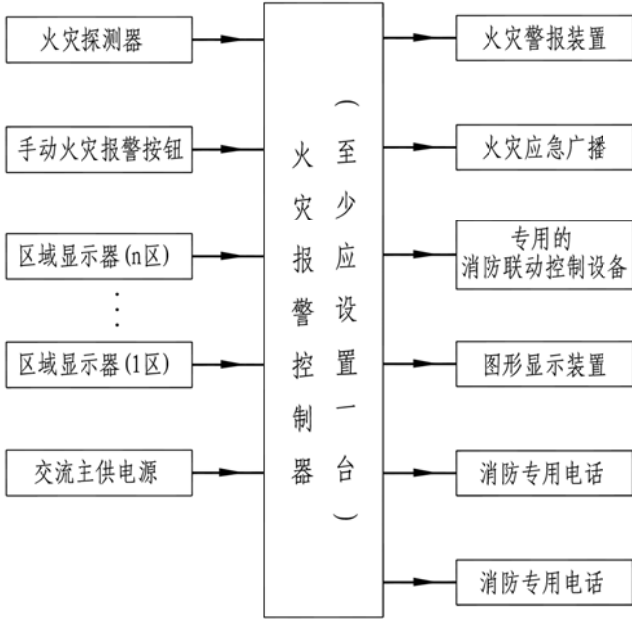 火灾探测器
手动火灾报警按钮
区域显示器(n区)
区域显示器(1区)
交流主供电源
火灾报警控制器
(至少应设置一台)
火灾警报装置
火灾应急广播
专用的
消防联动控制设备
图形显示装置
消防专用电话
消防专用电话